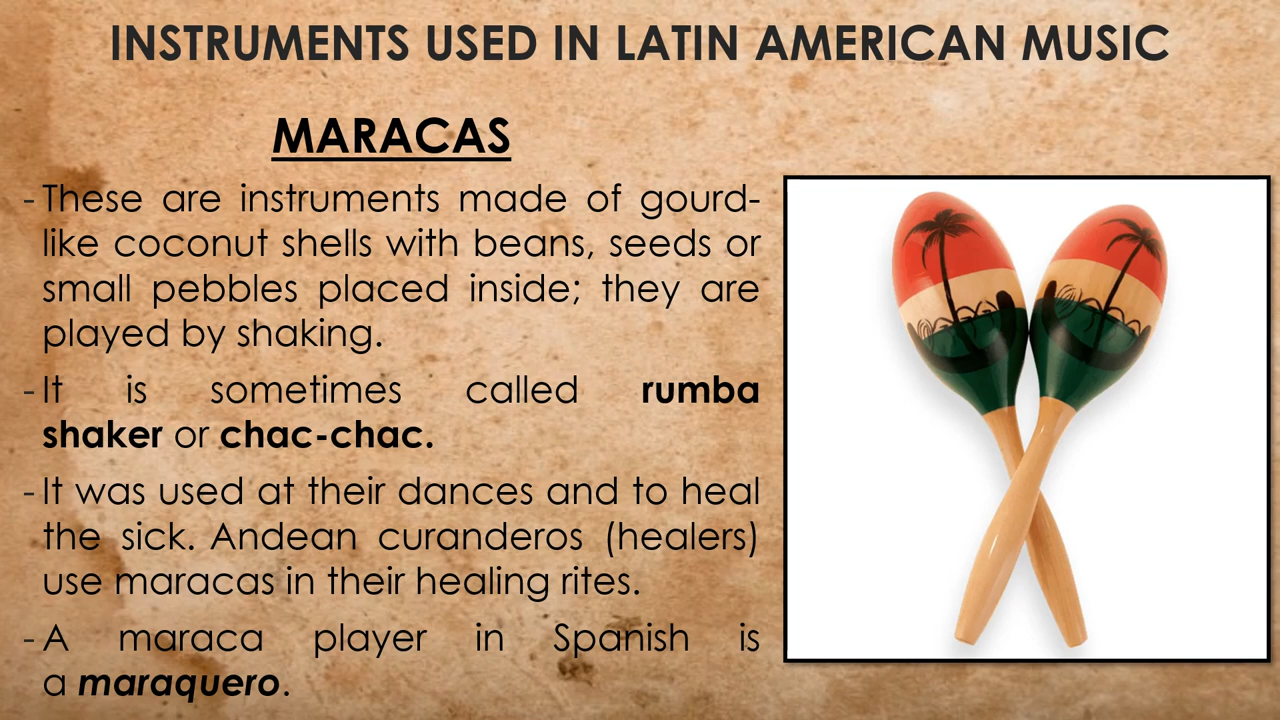 INSTRUMENTS USED IN LATIN AMERICAN MUSIC
MARACAS
- These are instruments made of gourd-
like coconut shells with beans, seeds or
small pebbles placed inside; they are
played by shaking.
- It is sometimes called rumba
shaker or chac-chac.
- It was used at their dances and to heal
the sick. Andean curanderos (healers)
use maracas in their healing rites.
- A maraca player in Spanish is
a maraquero.